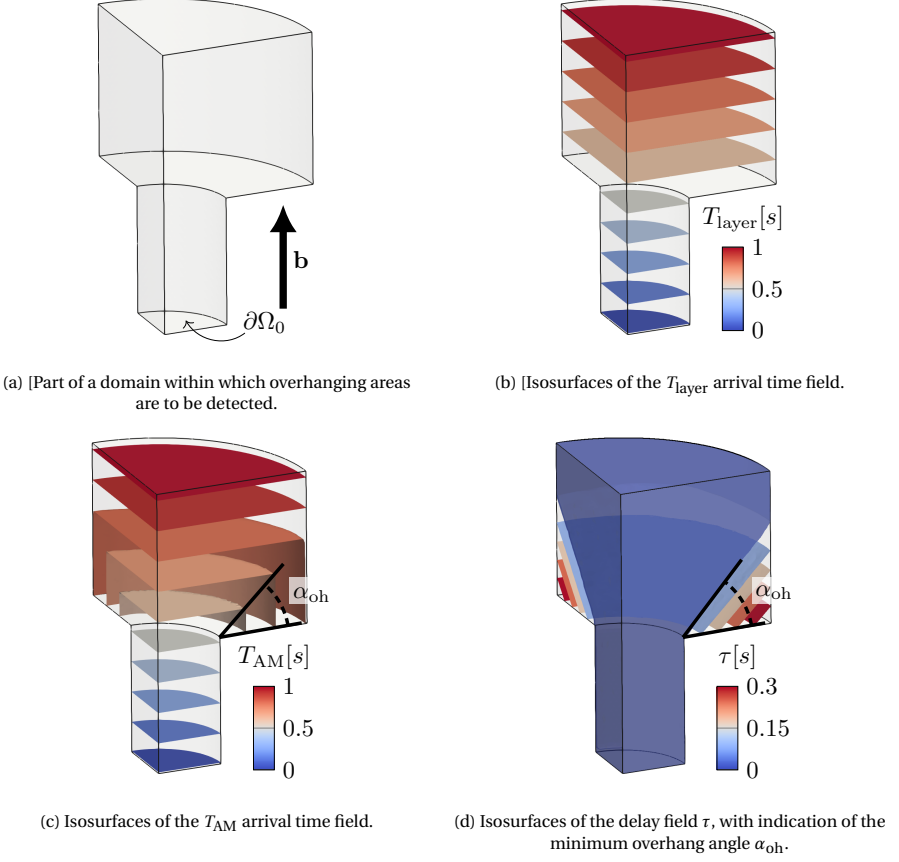 b
∂Ω₀
T_layer[s]
1
0.5
0
(a) [Part of a domain within which overhanging areas
are to be detected.
(b) [Isosurfaces of the T_layer arrival time field.
α_oh
T_AM[s]
1
0.5
0
α_oh
τ[s]
0.3
0.15
0
(c) Isosurfaces of the T_AM arrival time field.
(d) Isosurfaces of the delay field τ, with indication of the
minimum overhang angle α_oh.